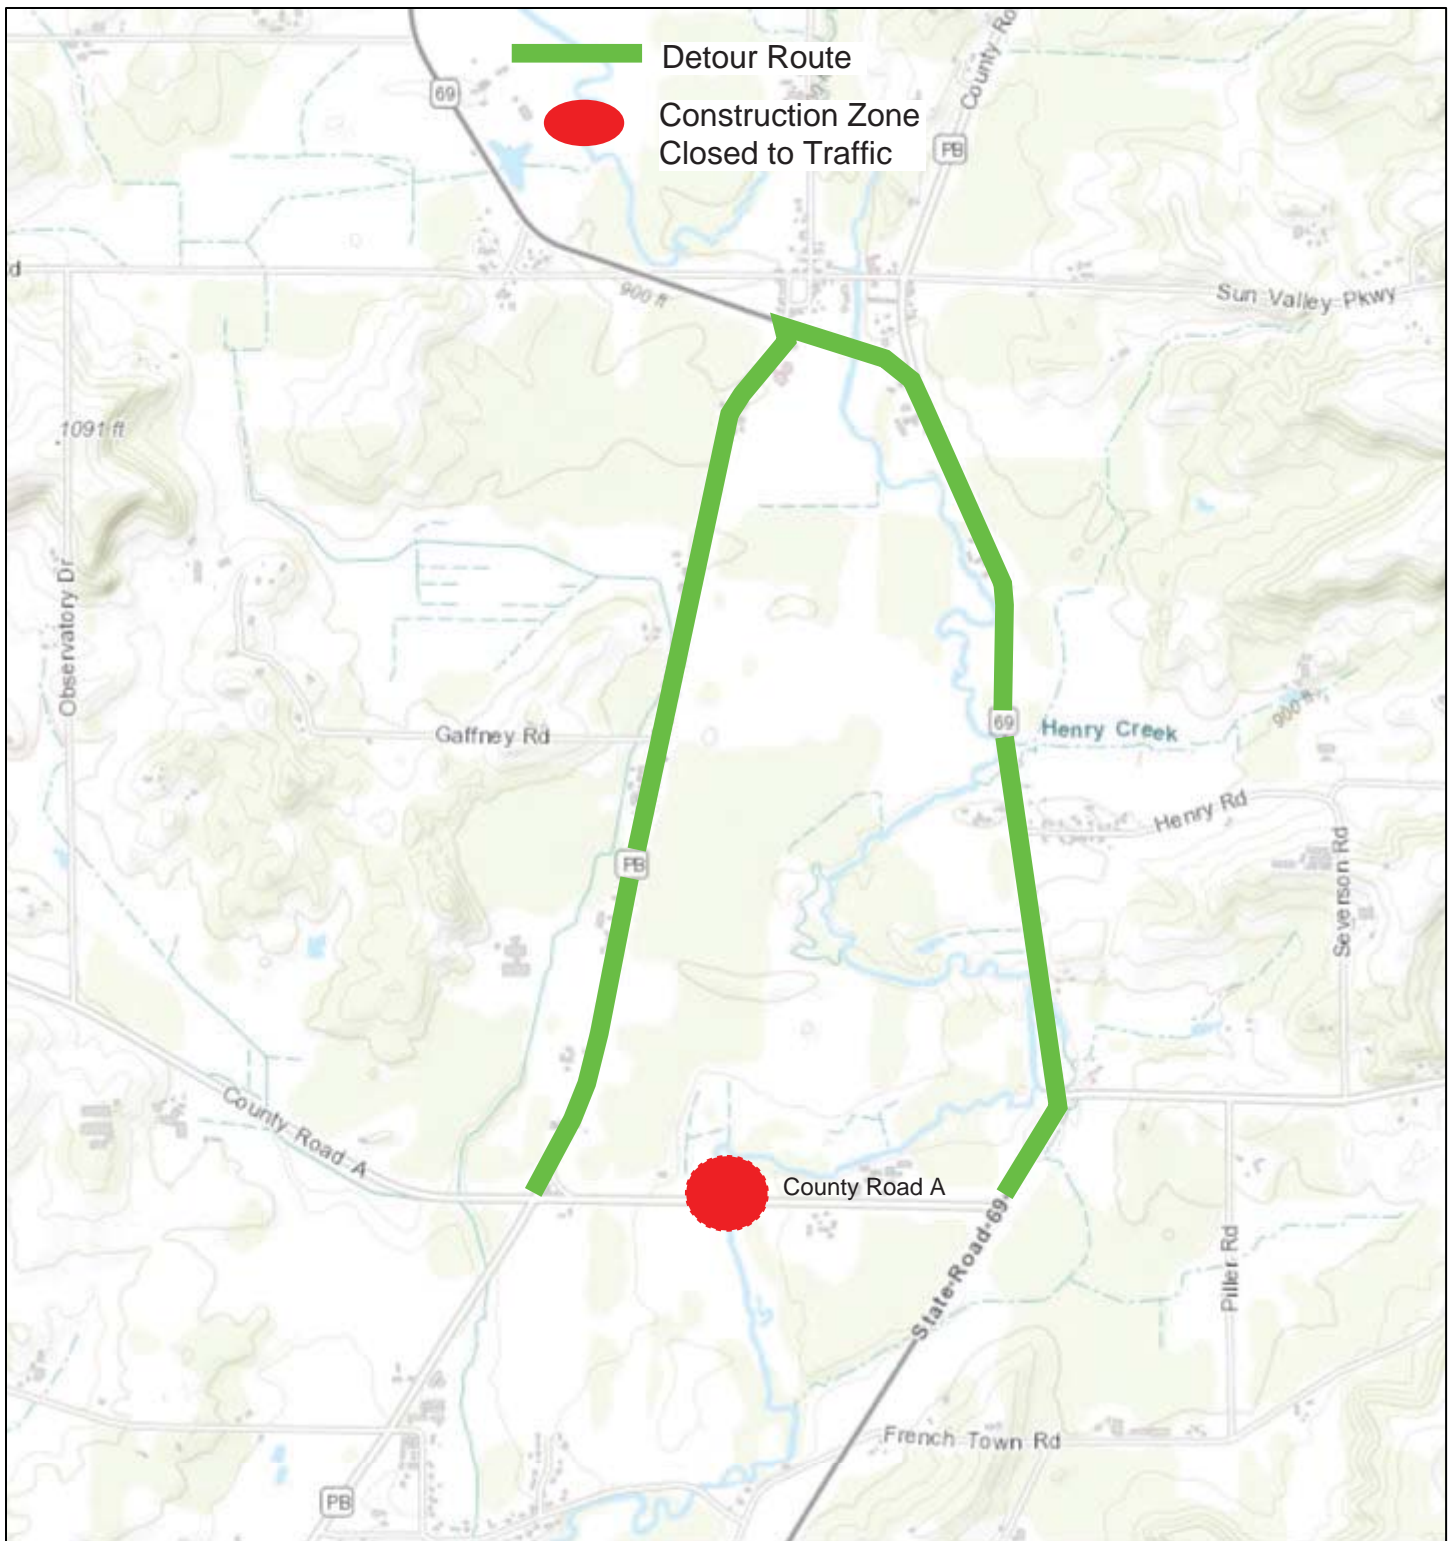 Detour Route
Construction Zone
Closed to Traffic
69
County Ro
PB
d
900 ft
Sun Valley Pkwy
1091 ft
Observatory Dr
Gaffney Rd
69
Henry Creek
900 ft
Henry Rd
Severson Rd
PB
County Road A
County Road A
State Road 69
Piller Rd
French Town Rd
PB